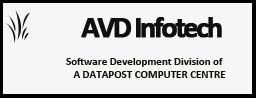 AVD Infotech
Software Development Division of
A DATAPOST COMPUTER CENTRE